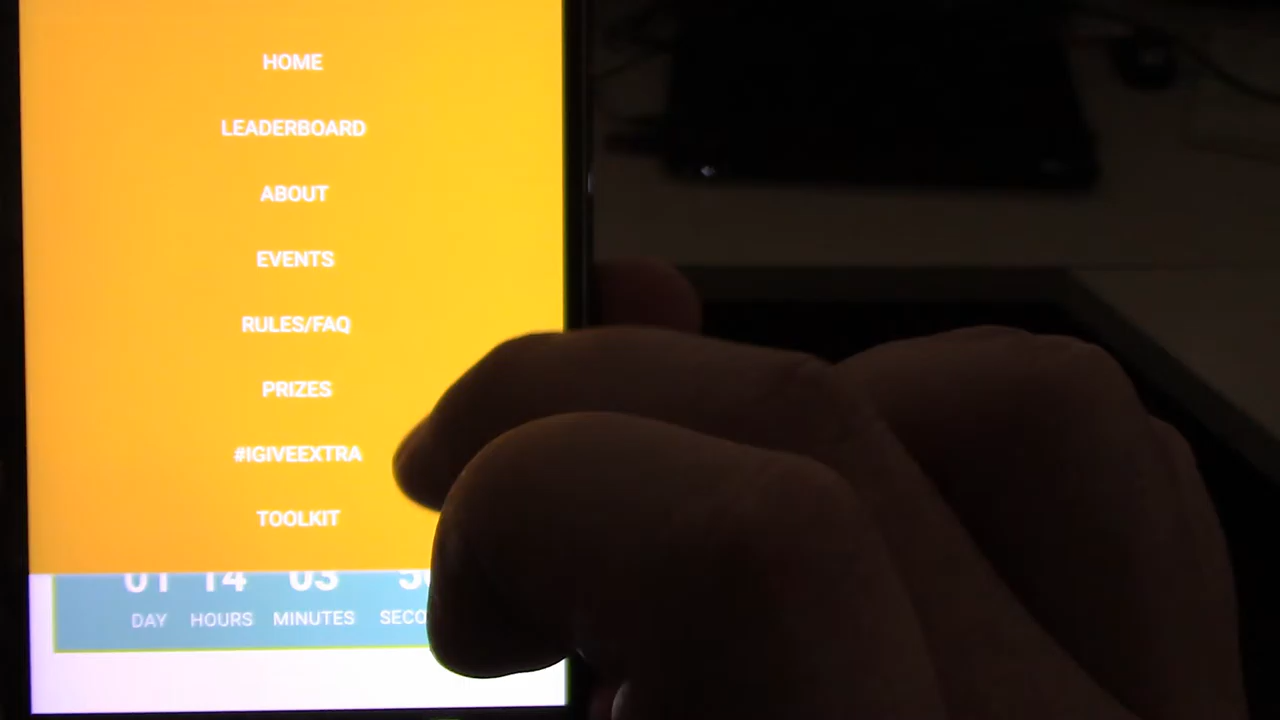 HOME
LEADERBOARD
ABOUT
EVENTS
RULES/FAQ
PRIZES
#IGIVEEXTRA
TOOLKIT
01 14 03
DAY HOURS MINUTES